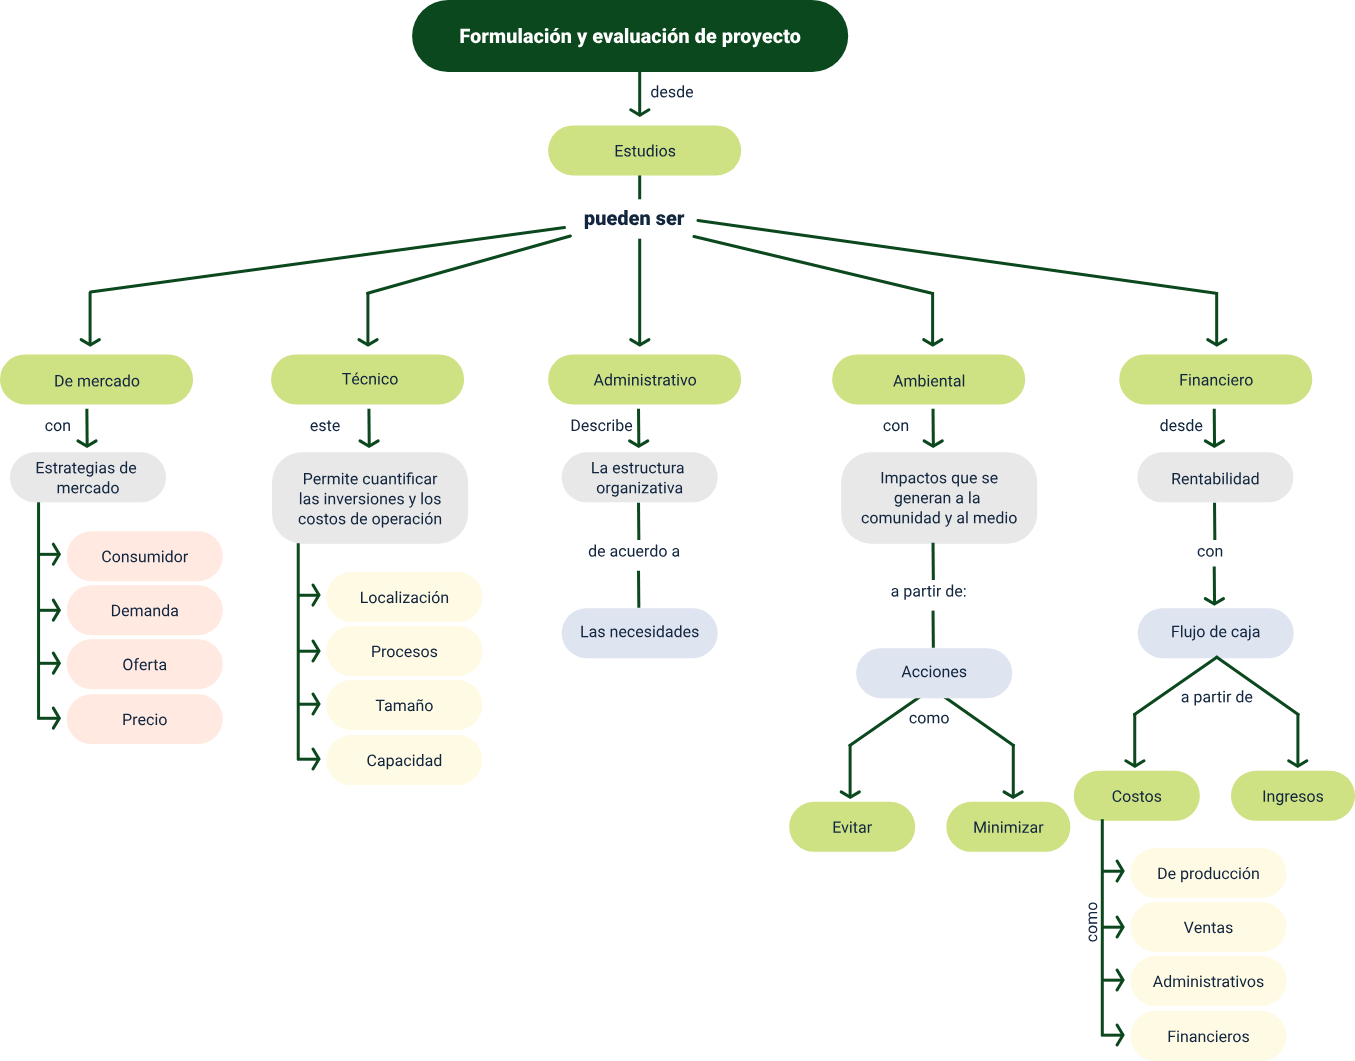 Formulación y evaluación de proyecto
desde
Estudios
pueden ser
De mercado
con
Estrategias de
mercado
Consumidor
Demanda
Oferta
Precio
Técnico
este
Permite cuantificar
las inversiones y los
costos de operación
Localización
Procesos
Tamaño
Capacidad
Administrativo
Describe
La estructura
organizativa
de acuerdo a
Las necesidades
Ambiental
con
Impactos que se
generan a la
comunidad y al medio
a partir de:
Acciones
como
Evitar
Minimizar
Financiero
desde
Rentabilidad
con
Flujo de caja
a partir de
Costos
Ingresos
como
De producción
Ventas
Administrativos
Financieros